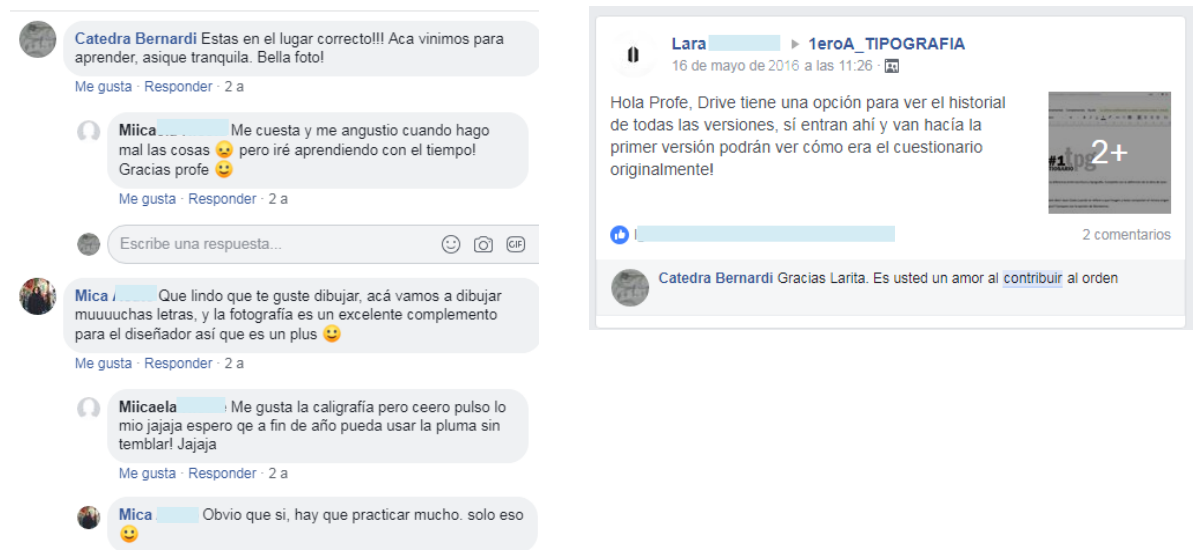 Catedra Bernardi Estas en el lugar correcto!!! Aca vinimos para
aprender, asique tranquila. Bella foto!
Me gusta · Responder · 2 a
Miica Me cuesta y me angustio cuando hago
mal las cosas pero iré aprendiendo con el tiempo!
Gracias profe
Me gusta · Responder · 2 a
Escribe una respuesta...
GIF
Mica Que lindo que te guste dibujar, acá vamos a dibujar
muuuuchas letras, y la fotografía es un excelente complemento
para el diseñador así que es un plus
Me gusta · Responder · 2 a
Miicaela Me gusta la caligrafía pero ceero pulso lo
mio jajaja espero qe a fin de año pueda usar la pluma sin
temblar! Jajaja
Me gusta · Responder · 2 a
Mica Obvio que si, hay que practicar mucho. solo eso
Lara 1eroA_TIPOGRAFIA
16 de mayo de 2016 a las 11:26 ·
Hola Profe, Drive tiene una opción para ver el historial
de todas las versiones, sí entran ahí y van hacía la
primer versión podrán ver cómo era el cuestionario
originalmente!
#1 tpg
2+
2 comentarios
Catedra Bernardi Gracias Larita. Es usted un amor al contribuir al orden